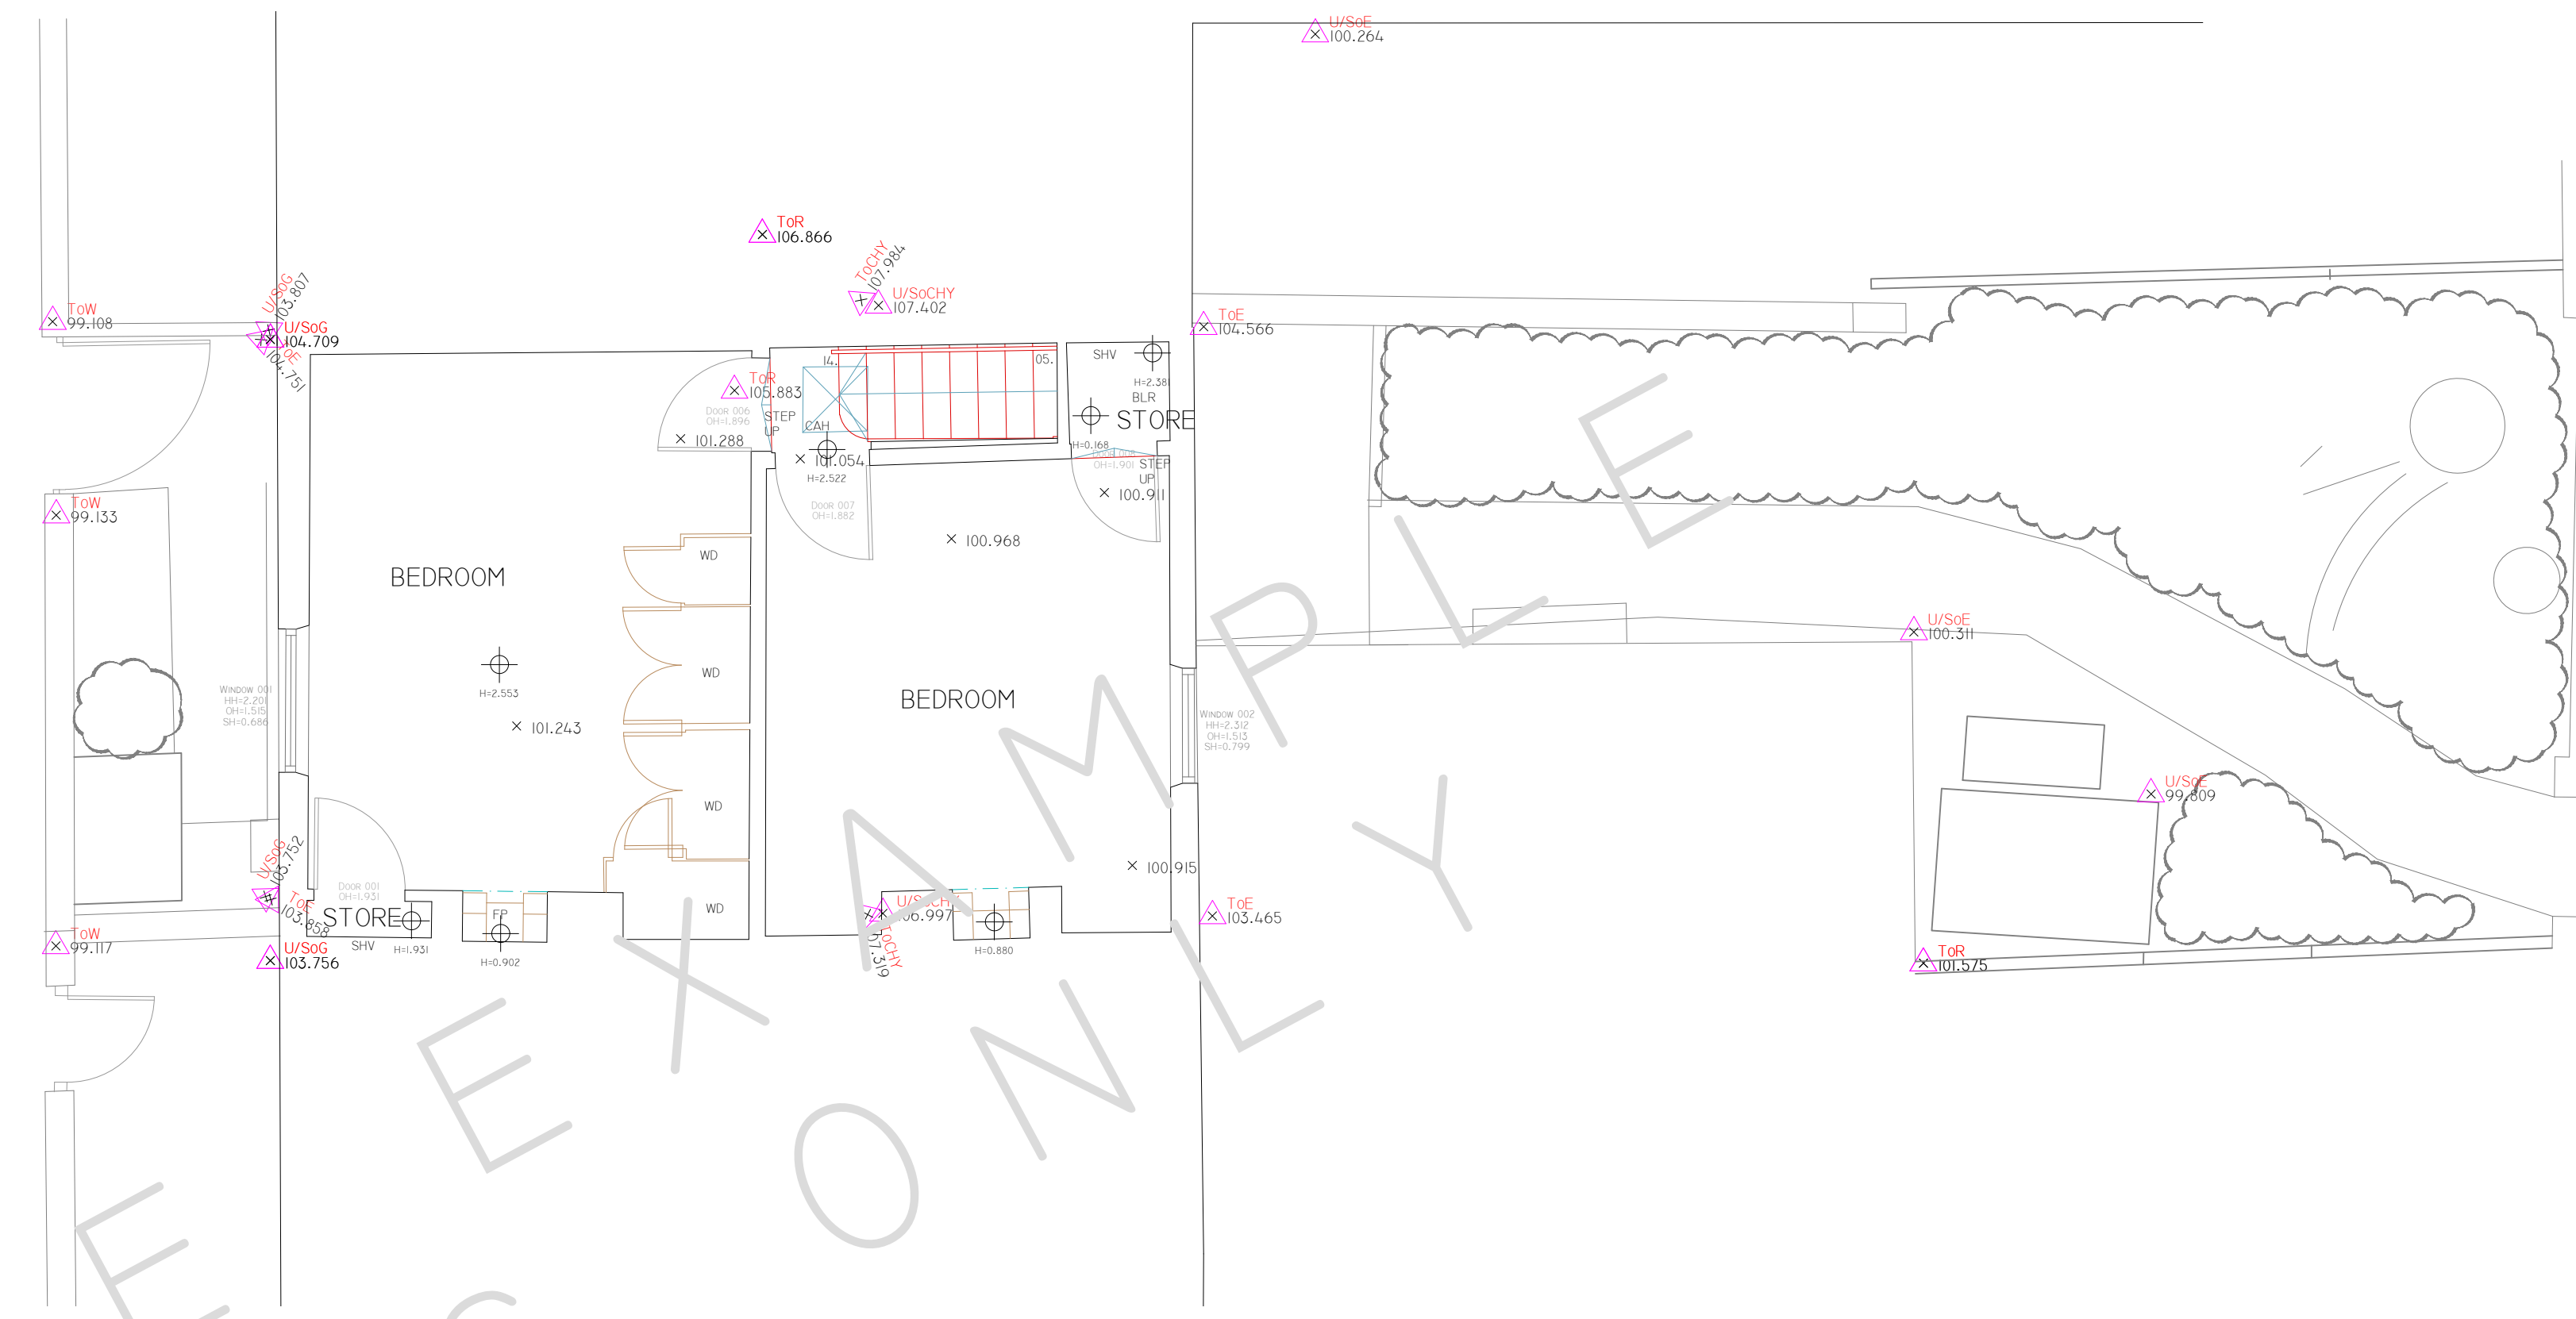 U/SoE
100.264
ToR
106.866
ToCHY
107.984
U/SoCHY
107.402
U/SoG
103.807
ToW
99.108
U/SoG
104.709
ToE
104.751
ToE
104.566
14.
05.
SHV
H=2.381
BLR
STORE
ToR
105.883
Door 006
OH=1.896
STEP
UP
CAH
101.288
101.054
H=2.522
H=0.168
OH=1.901
STEP
UP
100.911
ToW
99.133
Door 007
OH=1.882
100.968
WD
BEDROOM
U/SoE
100.311
WD
H=2.553
BEDROOM
Window 001
HH=2.201
OH=1.515
SH=0.686
101.243
Window 002
HH=2.312
OH=1.513
SH=0.799
U/SoE
99.809
WD
U/SoG
103.752
ToE
103.858
100.915
Door 001
OH=1.931
STORE
SHV
H=1.931
FP
H=0.902
WD
U/SoCHY
106.997
ToCHY
107.319
H=0.880
ToE
103.465
ToW
99.117
U/SoG
103.756
ToR
101.575
EXAMPLE
ONLY